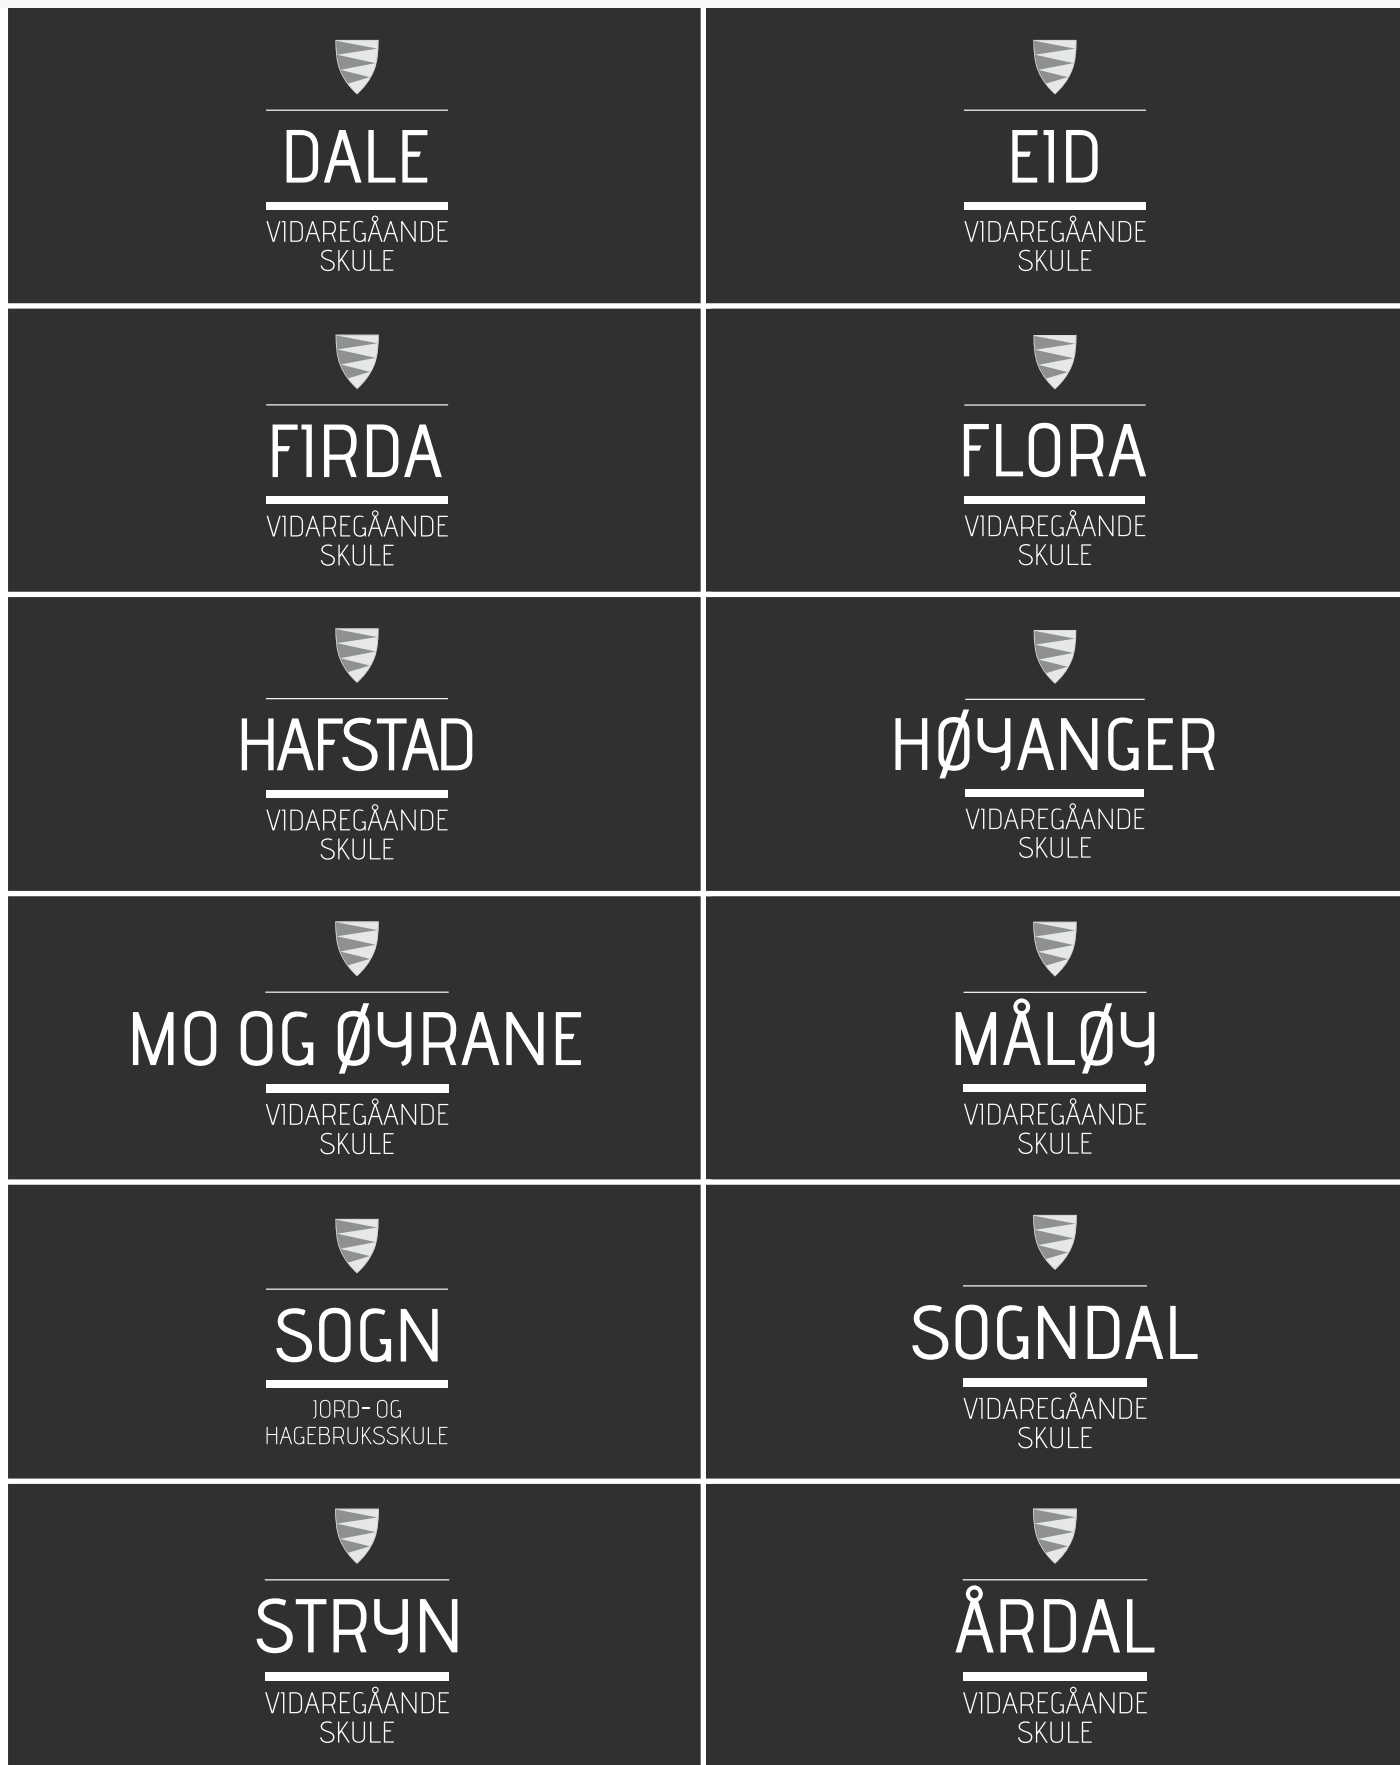 DALE
VIDAREGÅANDE
SKULE
EID
VIDAREGÅANDE
SKULE
FIRDA
VIDAREGÅANDE
SKULE
FLORA
VIDAREGÅANDE
SKULE
HAFSTAD
VIDAREGÅANDE
SKULE
HØYANGER
VIDAREGÅANDE
SKULE
MO OG ØYRANE
VIDAREGÅANDE
SKULE
MÅLØY
VIDAREGÅANDE
SKULE
SOGN
JORD- OG
HAGEBRUKSSKULE
SOGNDAL
VIDAREGÅANDE
SKULE
STRYN
VIDAREGÅANDE
SKULE
ÅRDAL
VIDAREGÅANDE
SKULE